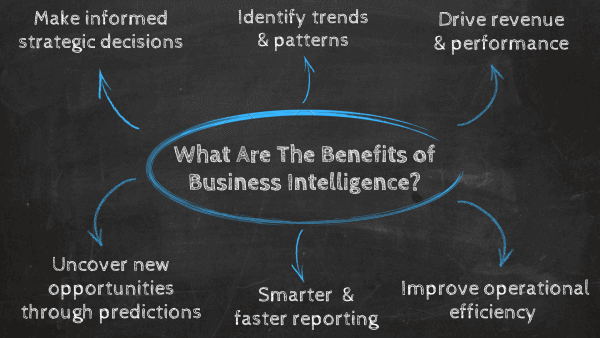 Make informed
strategic decisions
Identify trends
& patterns
Drive revenue
& performance
What Are The Benefits of
Business Intelligence?
Uncover new
opportunities
through predictions
Smarter &
faster reporting
Improve operational
efficiency